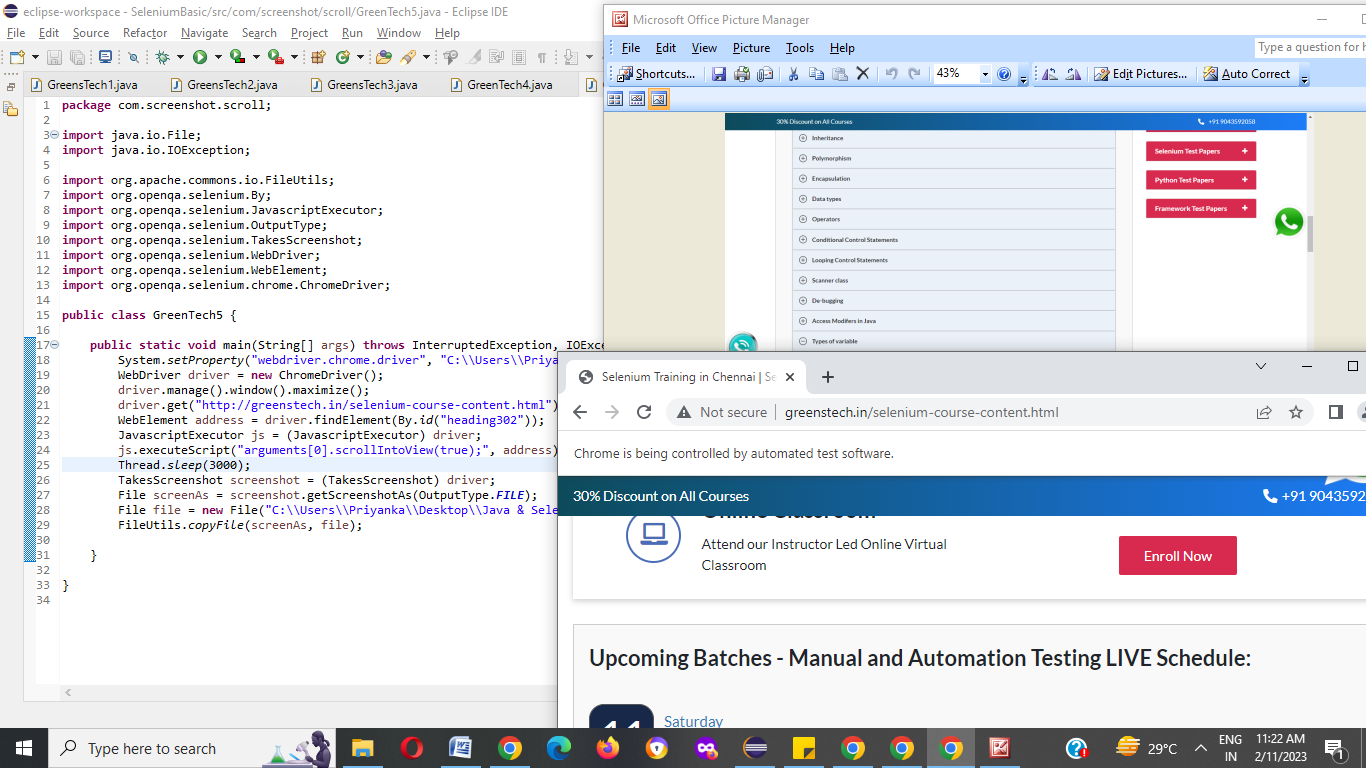 eclipse-workspace - SeleniumBasic/src/com/screenshot/scroll/GreenTech5.java - Eclipse IDE
File Edit Source Refactor Navigate Search Project Run Window Help
GreensTech1.java GreensTech2.java GreensTech3.java GreenTech4.java
1 package com.screenshot.scroll;
2
3 import java.io.File;
4 import java.io.IOException;
5
6 import org.apache.commons.io.FileUtils;
7 import org.openqa.selenium.By;
8 import org.openqa.selenium.JavascriptExecutor;
9 import org.openqa.selenium.OutputType;
10 import org.openqa.selenium.TakesScreenshot;
11 import org.openqa.selenium.WebDriver;
12 import org.openqa.selenium.WebElement;
13 import org.openqa.selenium.chrome.ChromeDriver;
14
15 public class GreenTech5 {
16
17 public static void main(String[] args) throws InterruptedException, IOExce
18 System.setProperty("webdriver.chrome.driver", "C:\\Users\\Priya
19 WebDriver driver = new ChromeDriver();
20 driver.manage().window().maximize();
21 driver.get("http://greenstech.in/selenium-course-content.html")
22 WebElement address = driver.findElement(By.id("heading302"));
23 JavascriptExecutor js = (JavascriptExecutor) driver;
24 js.executeScript("arguments[0].scrollIntoView(true);", address)
25 Thread.sleep(3000);
26 TakesScreenshot screenshot = (TakesScreenshot) driver;
27 File screenAs = screenshot.getScreenshotAs(OutputType.FILE);
28 File file = new File("C:\\Users\\Priyanka\\Desktop\\Java & Sele
29 FileUtils.copyFile(screenAs, file);
30
31 }
32
33 }
34
Microsoft Office Picture Manager
File Edit View Picture Tools Help
Type a question for h
Shortcuts... 43% Edit Pictures... Auto Correct
30% Discount on All Courses +91 9043592058
Inheritance
Polymorphism
Encapsulation
Data types
Operators
Conditional Control Statements
Looping Control Statements
Scanner class
De-bugging
Access Modifers in Java
Types of variable
Selenium Test Papers +
Python Test Papers +
Framework Test Papers +
Selenium Training in Chennai | Se
Not secure greenstech.in/selenium-course-content.html
Chrome is being controlled by automated test software.
30% Discount on All Courses +91 9043592
Online Classroom
Attend our Instructor Led Online Virtual
Classroom
Enroll Now
Upcoming Batches - Manual and Automation Testing LIVE Schedule:
11 Saturday
Type here to search
29°C
ENG
IN
11:22 AM
2/11/2023
1